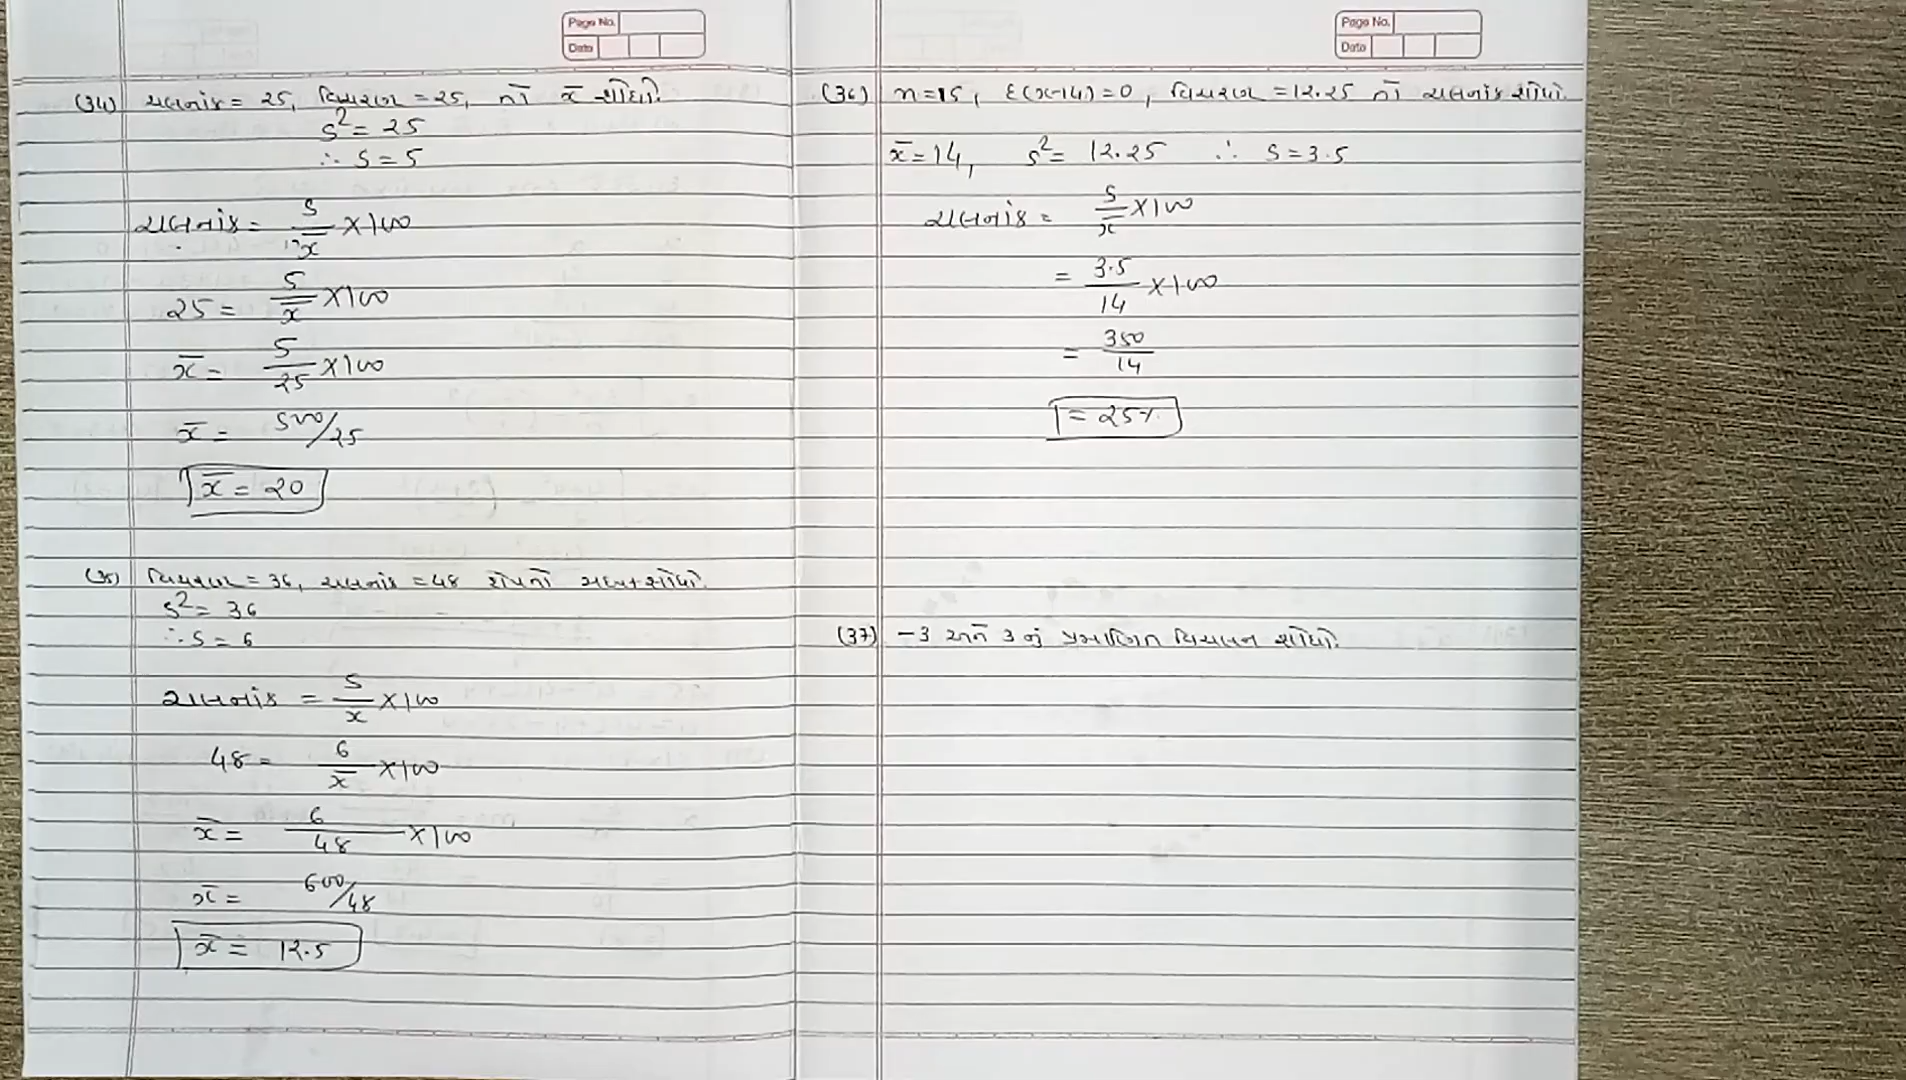 Page No.
Date
(34) ચલનાંક = 25, વિચરણ = 25, તો x̄ શોધો.
s² = 25
∴ s = 5
ચલનાંક = s/x̄ × 100
25 = 5/x̄ × 100
x̄ = 5/25 × 100
x̄ = 500/25
x̄ = 20
(35) વિચરણ = 36, ચલનાંક = 48 હોય તો મધ્યક શોધો.
s² = 36
∴ s = 6
ચલનાંક = s/x × 100
48 = 6/x̄ × 100
x̄ = 6/48 × 100
x̄ = 600/48
x̄ = 12.5
Page No.
Date
(36) n = 15, Σ(x-14) = 0, વિચરણ = 12.25 તો ચલનાંક શોધો.
x̄ = 14, s² = 12.25 ∴ s = 3.5
ચલનાંક = s/x̄ × 100
= 3.5/14 × 100
= 350/14
= 25%
(37) -3 અને 3 નું પ્રમાણિત વિચલન શોધો.